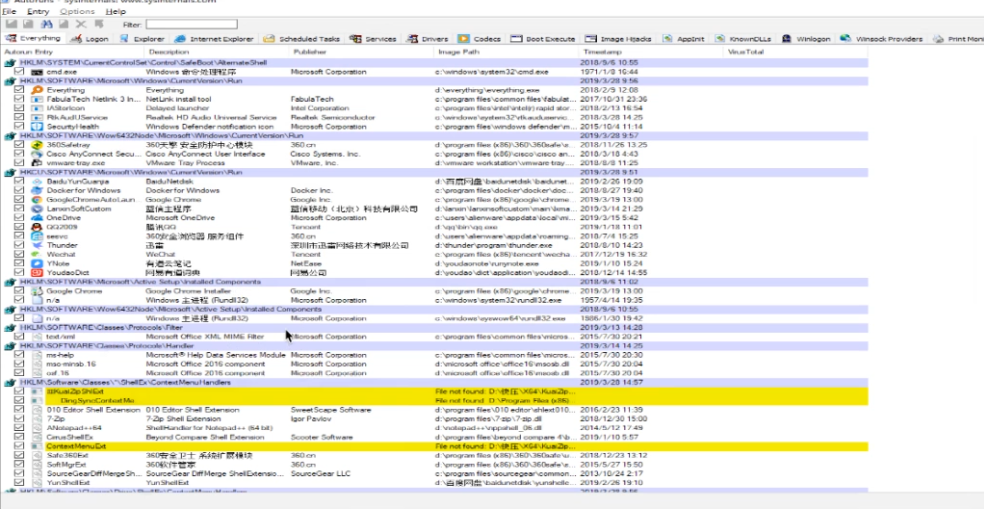 Autoruns - Sysinternals: www.sysinternals.com
File Entry Options Help
Filter:
Everything Logon Explorer Internet Explorer Scheduled Tasks Services Drivers Codecs Boot Execute Image Hijacks AppInit KnownDLLs Winlogon Winsock Providers Print Mon
Autorun Entry Description Publisher Image Path Timestamp VirusTotal
HKLM\SYSTEM\CurrentControlSet\Control\SafeBoot\AlternateShell 2018/9/6 10:55
cmd.exe Windows 命令处理程序 Microsoft Corporation c:\windows\system32\cmd.exe 1971/1/8 16:44
HKLM\SOFTWARE\Microsoft\Windows\CurrentVersion\Run 2019/3/28 9:56
Everything Everything d:\everything\everything.exe 2018/2/9 12:08
FabulaTech Netlink 3 In... NetLink install tool FabulaTech c:\program files\common files\fabulat... 2017/10/31 23:36
IAStorIcon Delayed launcher Intel Corporation c:\program files\intel\intel(r) rapid stor... 2018/2/13 16:54
RtkAudUService Realtek HD Audio Universal Service Realtek Semiconductor c:\windows\system32\rtkauduservic... 2018/3/28 14:25
SecurityHealth Windows Defender notification icon Microsoft Corporation c:\program files\windows defender\m... 2015/10/4 11:14
HKLM\SOFTWARE\Wow6432Node\Microsoft\Windows\CurrentVersion\Run 2019/3/28 9:57
360Safetray 360天擎 安全防护中心模块 360.cn c:\program files (x86)\360\360safe\... 2018/11/26 13:25
Cisco AnyConnect Secu... Cisco AnyConnect User Interface Cisco Systems, Inc. c:\program files (x86)\cisco\cisco an... 2018/3/18 4:43
vmware-tray.exe VMware Tray Process VMware, Inc. d:\vmware workstation\vmware-tray.... 2018/8/8 11:25
HKCU\SOFTWARE\Microsoft\Windows\CurrentVersion\Run 2019/3/28 9:51
BaiduYunGuanjia BaiduNetdisk d:\百度网盘\baidunetdisk\baidunet... 2019/2/26 19:09
Docker for Windows Docker for Windows Docker Inc. c:\program files\docker\docker\doc... 2018/8/27 19:40
GoogleChromeAutoLaun... Google Chrome Google Inc. c:\program files (x86)\google\chrom... 2019/3/19 13:00
LanxinSoftCustom 蓝信主程序 蓝信移动（北京）科技有限公司 d:\lanxinsoftcustom\main\lxma... 2019/3/14 21:29
OneDrive Microsoft OneDrive Microsoft Corporation c:\users\alienware\appdata\local\mi... 2019/3/15 5:42
QQ2009 腾讯QQ Tencent d:\qq\bin\qq.exe 2019/1/18 11:01
sesvc 360安全浏览器 服务组件 360.cn c:\users\alienware\appdata\roaming... 2018/7/4 15:25
Thunder 迅雷 深圳市迅雷网络技术有限公司 d:\thunder\program\thunder.exe 2018/8/10 14:23
Wechat WeChat Tencent c:\program files (x86)\tencent\wecha... 2017/12/19 16:32
YNote 有道云笔记 NetEase d:\youdaonote\runynote.exe 2019/1/10 15:24
YoudaoDict 网易有道词典 网易公司 d:\youdao\dict\application\youdaodi... 2018/12/14 14:55
HKLM\SOFTWARE\Microsoft\Active Setup\Installed Components 2018/9/6 11:02
Google Chrome Google Chrome Installer Google Inc. c:\program files (x86)\google\chrom... 2019/3/19 13:00
n/a Windows 主进程 (Rundll32) Microsoft Corporation c:\windows\system32\rundll32.exe 1957/4/14 19:35
HKLM\SOFTWARE\Wow6432Node\Microsoft\Active Setup\Installed Components 2018/9/6 10:55
n/a Windows 主进程 (Rundll32) Microsoft Corporation c:\windows\syswow64\rundll32.exe 1986/1/30 19:42
HKLM\SOFTWARE\Classes\Protocols\Filter 2019/3/13 14:28
text/xml Microsoft Office XML MIME Filter Microsoft Corporation c:\program files\common files\micros... 2015/7/30 20:21
HKLM\SOFTWARE\Classes\Protocols\Handler 2019/3/14 14:25
ms-help Microsoft® Help Data Services Module Microsoft Corporation c:\program files\common files\micros... 2015/7/30 20:30
mso-minsb.16 Microsoft Office 2016 component Microsoft Corporation c:\program files (x86)\microsoft offic... 2015/7/30 20:04
osf.16 Microsoft Office 2016 component Microsoft Corporation c:\program files (x86)\microsoft offic... 2015/7/30 20:04
HKLM\Software\Classes\*\ShellEx\ContextMenuHandlers 2019/3/28 14:57
File not found: D:\快压\X64\KuaiZip...
DingSyncContextMe... File not found: D:\Program Files (x86)...
010 Editor Shell Extension 010 Editor Shell Extension SweetScape Software d:\program files\010 editor\shlext010... 2016/2/23 11:39
7-Zip 7-Zip Shell Extension Igor Pavlov d:\program files\7-zip\7-zip.dll 2018/12/30 15:00
ANotepad++64 ShellHandler for Notepad++ (64 bit) d:\notepad++\nppshell_06.dll 2014/5/12 17:49
CirrusShellEx Beyond Compare Shell Extension Scooter Software d:\program files\beyond compare 4\b... 2019/1/10 5:57
ContextMenuExt File not found: D:\快压\X64\KuaiZip...
Safe360Ext 360安全卫士 系统扩展模块 360.cn c:\program files (x86)\360\360safe\... 2018/12/23 13:12
SoftMgrExt 360软件管家 360.cn c:\program files (x86)\360\360safe\s... 2015/5/27 15:50
SourceGearDiffMergeSh... SourceGear DiffMerge ShellExtensio... SourceGear LLC c:\program files\sourcegear\common... 2013/10/24 2:17
YunShellExt YunShellExt d:\百度网盘\baidunetdisk\yunshelle... 2019/2/26 19:10